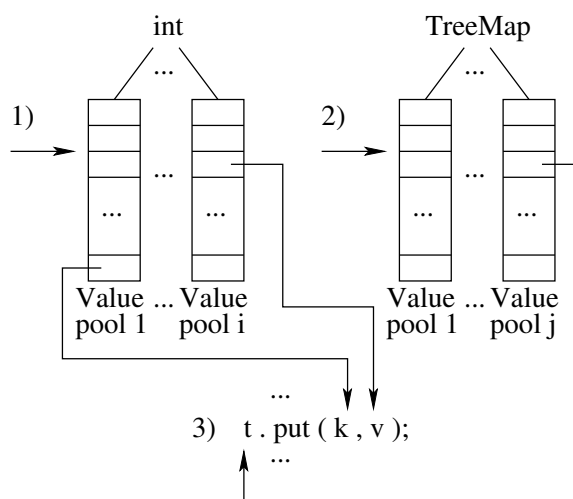 int TreeMap
... ...
1) 2)
... ...
... ... ... ...
Value ... Value Value ... Value
pool 1 pool i pool 1 pool j
...
3) t . put ( k , v );
...